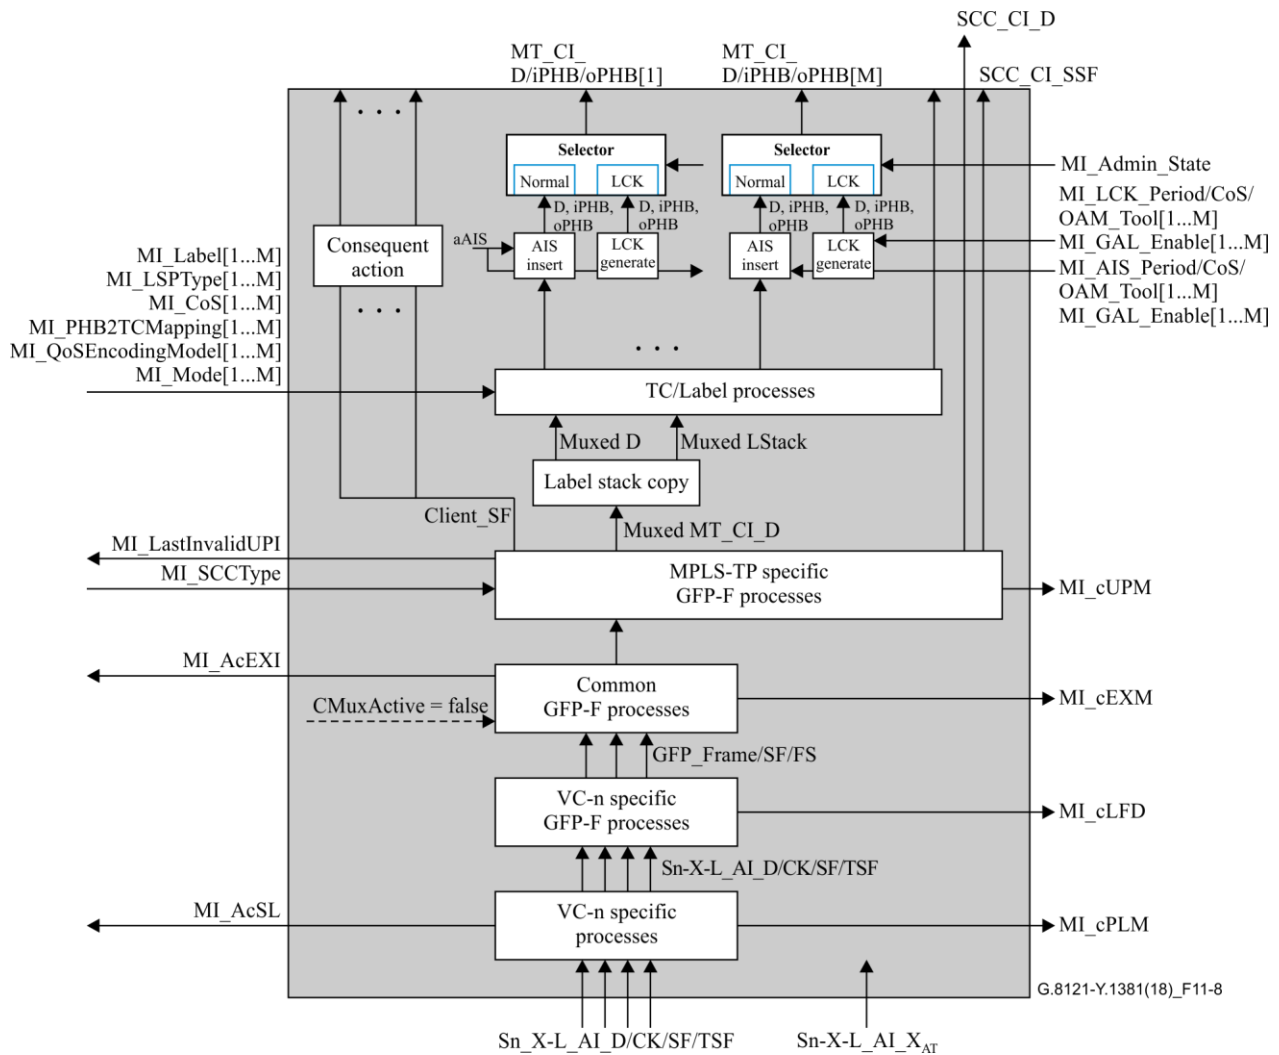 SCC_CI_D
MT_CI_
D/iPHB/oPHB[1]
MT_CI_
D/iPHB/oPHB[M]
SCC_CI_SSF
. . .
Selector
Normal
LCK
Selector
Normal
LCK
MI_Admin_State
D, iPHB,
oPHB
D, iPHB,
oPHB
D, iPHB,
oPHB
D, iPHB,
oPHB
MI_LCK_Period/CoS/
OAM_Tool[1...M]
MI_GAL_Enable[1...M]
Consequent
action
aAIS
AIS
insert
LCK
generate
AIS
insert
LCK
generate
MI_AIS_Period/CoS/
OAM_Tool[1...M]
MI_GAL_Enable[1...M]
MI_Label[1...M]
MI_LSPType[1...M]
MI_CoS[1...M]
MI_PHB2TCMapping[1...M]
MI_QoSEncodingModel[1...M]
MI_Mode[1...M]
. . .
. . .
TC/Label processes
Muxed D
Muxed LStack
Label stack copy
Client_SF
Muxed MT_CI_D
MI_LastInvalidUPI
MI_SCCType
MPLS-TP specific
GFP-F processes
MI_cUPM
MI_AcEXI
Common
GFP-F processes
CMuxActive = false
MI_cEXM
GFP_Frame/SF/FS
VC-n specific
GFP-F processes
MI_cLFD
Sn-X-L_AI_D/CK/SF/TSF
MI_AcSL
VC-n specific
processes
MI_cPLM
G.8121-Y.1381(18)_F11-8
Sn_X-L_AI_D/CK/SF/TSF
Sn-X-L_AI_X_AT